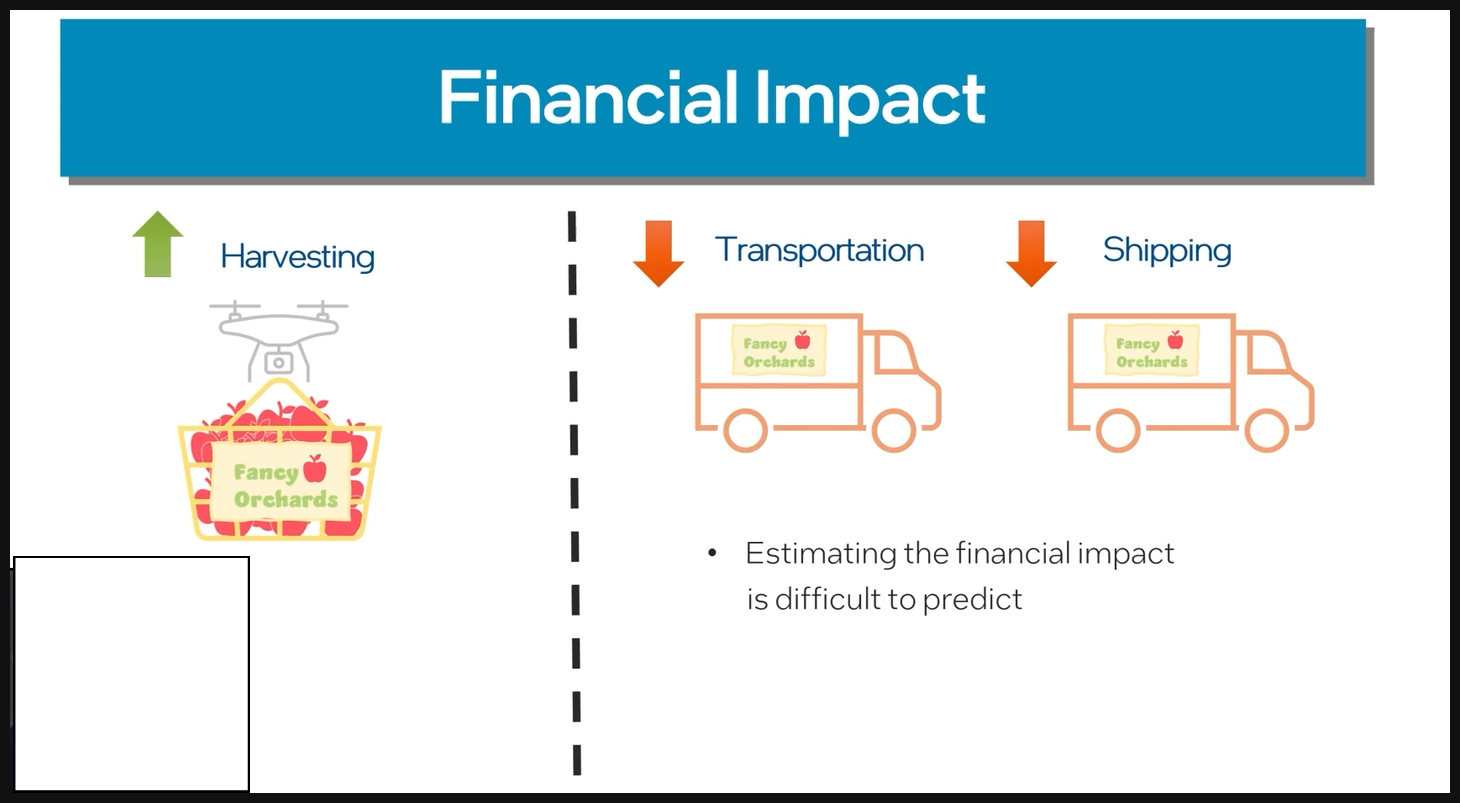 Financial Impact
Harvesting
Fancy
Orchards
Transportation
Fancy
Orchards
Shipping
Fancy
Orchards
• Estimating the financial impact
is difficult to predict